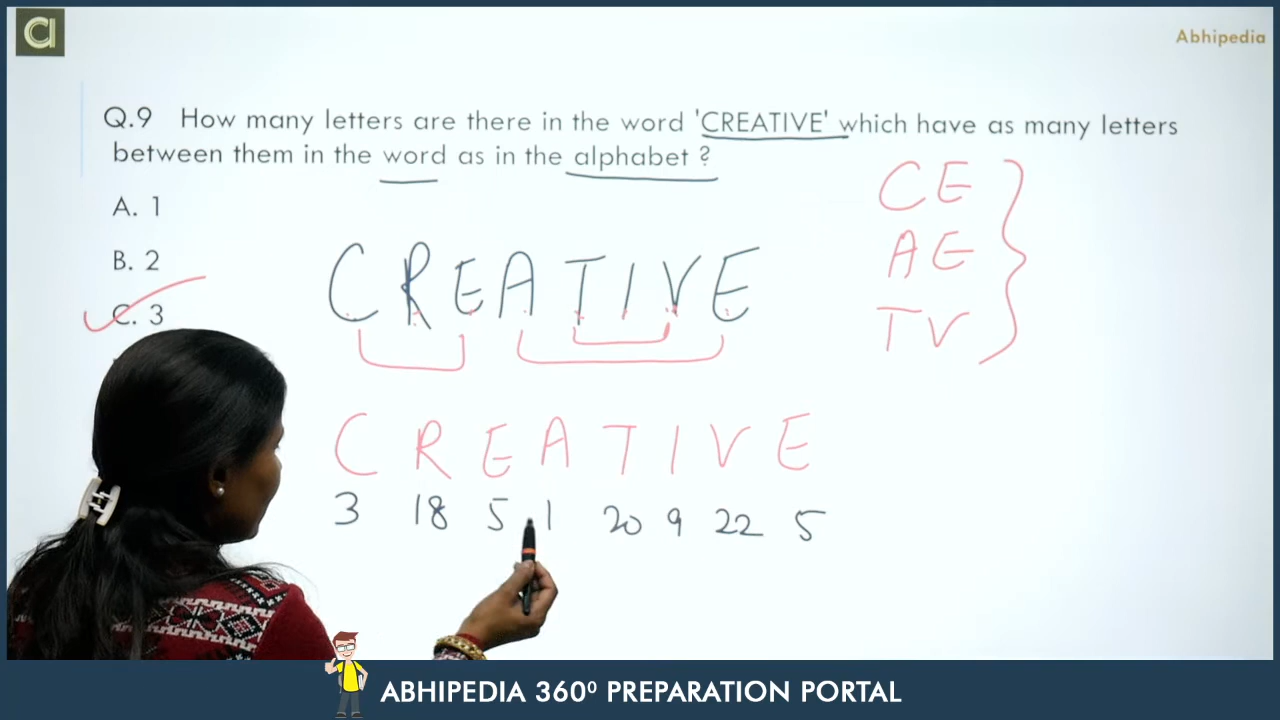 Abhipedia
Q.9 How many letters are there in the word 'CREATIVE' which have as many letters
between them in the word as in the alphabet ?
A. 1
B. 2
C. 3
CREATIVE
CE
AE
TV
CREATIVE
3 18 5 1 20 9 22 5
ABHIPEDIA 360⁰ PREPARATION PORTAL